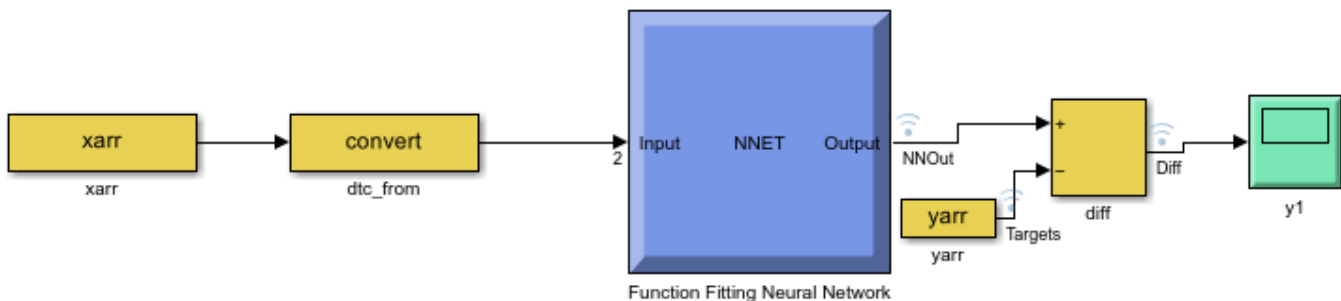 xarr
xarr
convert
dtc_from
2
Input
NNET
Output
Function Fitting Neural Network
NNOut
yarr
yarr
Targets
+
−
diff
Diff
y1